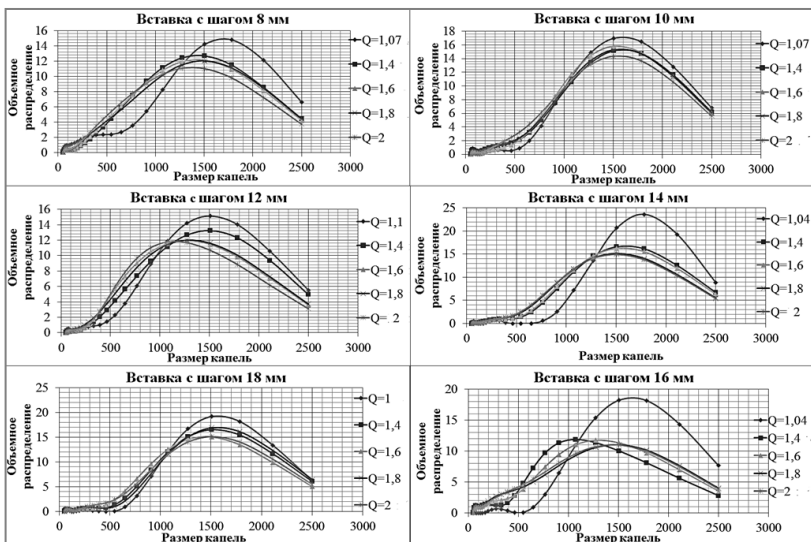 Вставка с шагом 8 мм
Объемное
распределение
16
14
12
10
8
6
4
2
0
0 500 1000 1500 2000 2500 3000
Размер капель
Q=1,07
Q=1,4
Q=1,6
Q=1,8
Q=2
Вставка с шагом 10 мм
Объемное
распределение
18
16
14
12
10
8
6
4
2
0
0 500 1000 1500 2000 2500 3000
Размер капель
Q=1,07
Q=1,4
Q=1,6
Q=1,8
Q=2
Вставка с шагом 12 мм
Объемное
распределение
16
14
12
10
8
6
4
2
0
0 500 1000 1500 2000 2500 3000
Размер капель
Q=1,1
Q=1,4
Q=1,6
Q=1,8
Q= 2
Вставка с шагом 14 мм
Объемное
распределение
25
20
15
10
5
0
0 500 1000 1500 2000 2500 3000
Размер капель
Q=1,04
Q=1,4
Q=1,6
Q=1,8
Q= 2
Вставка с шагом 18 мм
Объемное
распределение
25
20
15
10
5
0
0 500 1000 1500 2000 2500 3000
Размер капель
Q=1
Q=1,4
Q=1,6
Q=1,8
Q=2
Вставка с шагом 16 мм
Объемное
распределение
20
15
10
5
0
0 500 1000 1500 2000 2500 3000
Размер капель
Q=1,04
Q=1,4
Q=1,6
Q=1,8
Q=2